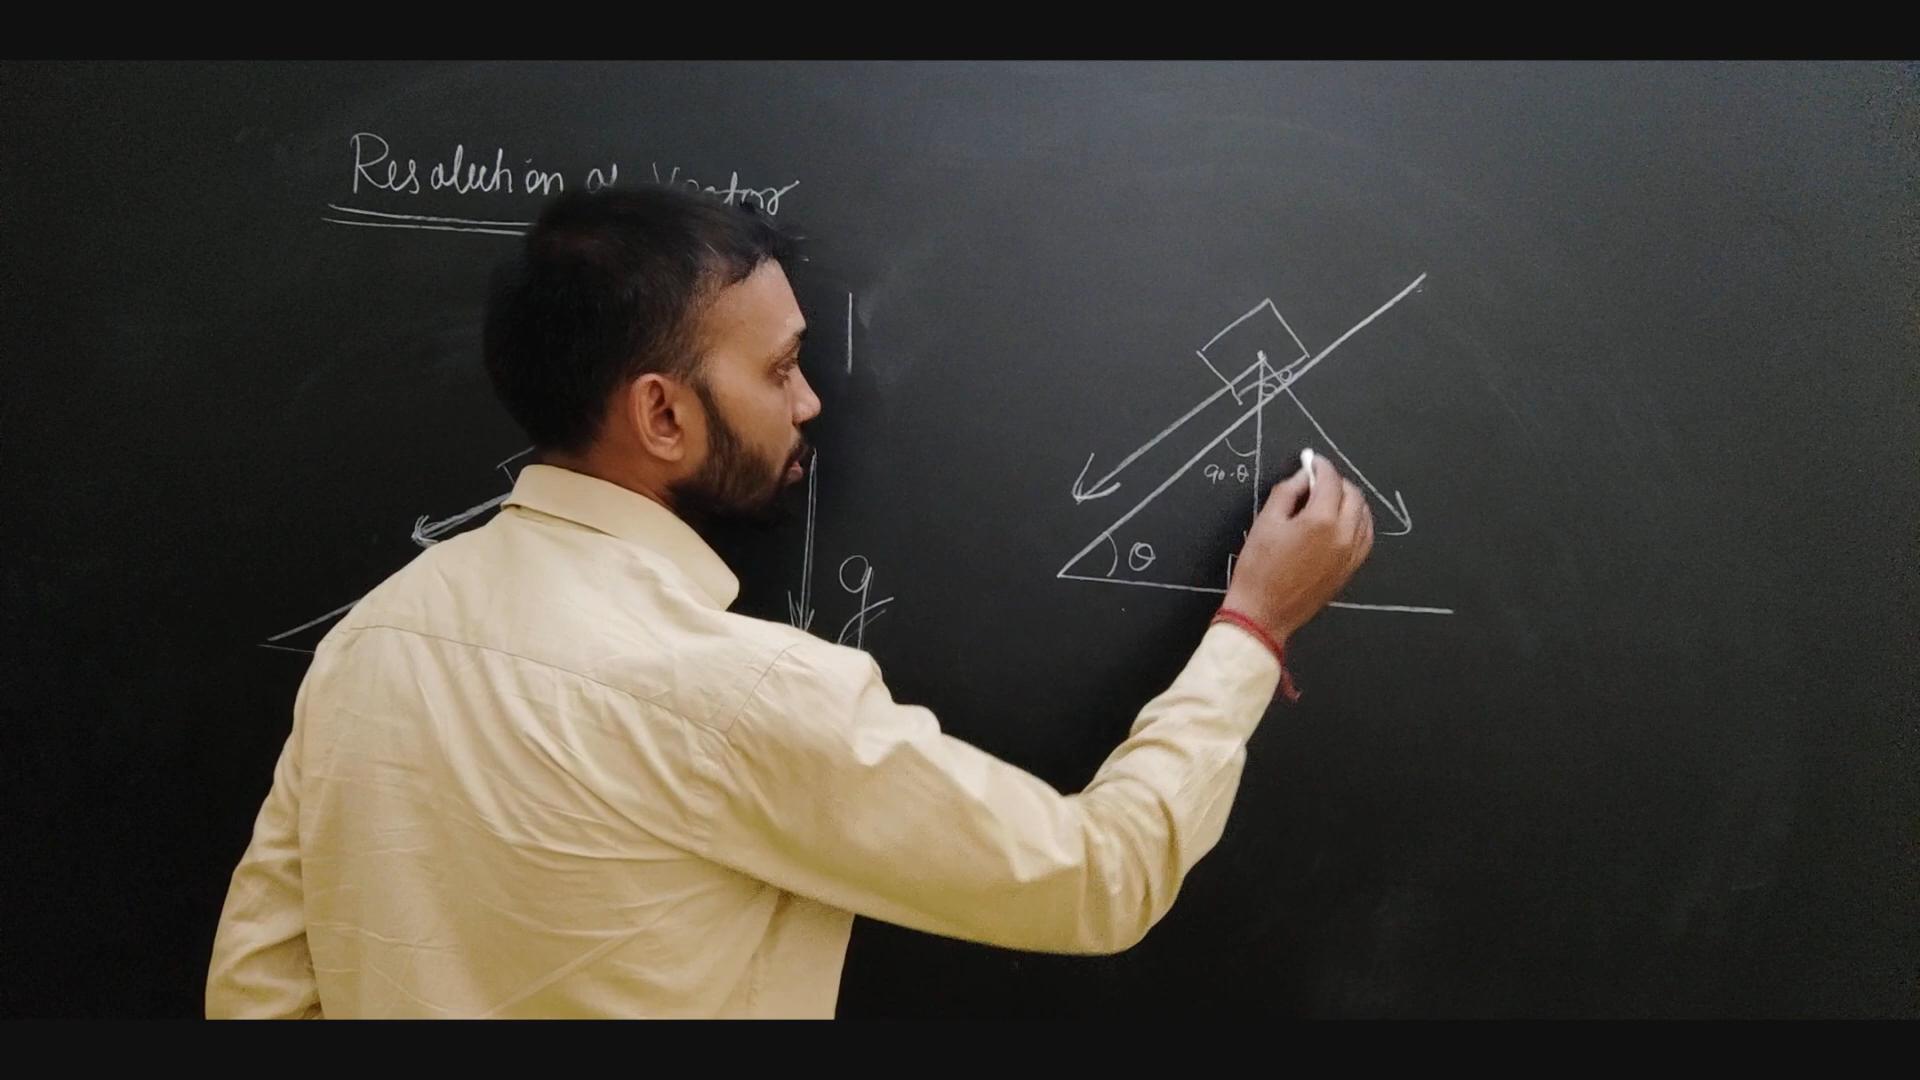 Resolution of Vector
θ
90-θ
θ
g